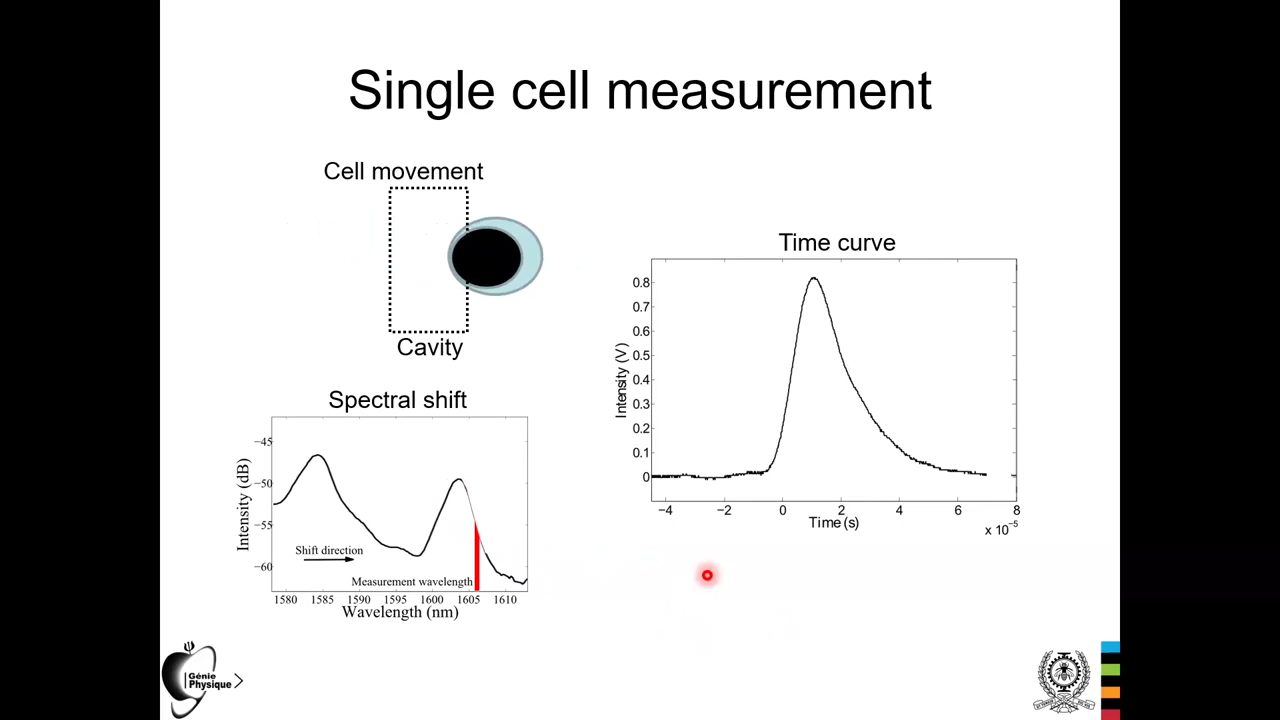 Single cell measurement
Cell movement
Cavity
Spectral shift
Intensity (dB)
−45
−50
−55
−60
Shift direction
Measurement wavelength
1580 1585 1590 1595 1600 1605 1610
Wavelength (nm)
Time curve
Intensity (V)
0.8
0.7
0.6
0.5
0.4
0.3
0.2
0.1
0
−4 −2 0 2 4 6 8
Time (s)
x 10⁻⁵
Génie
Physique